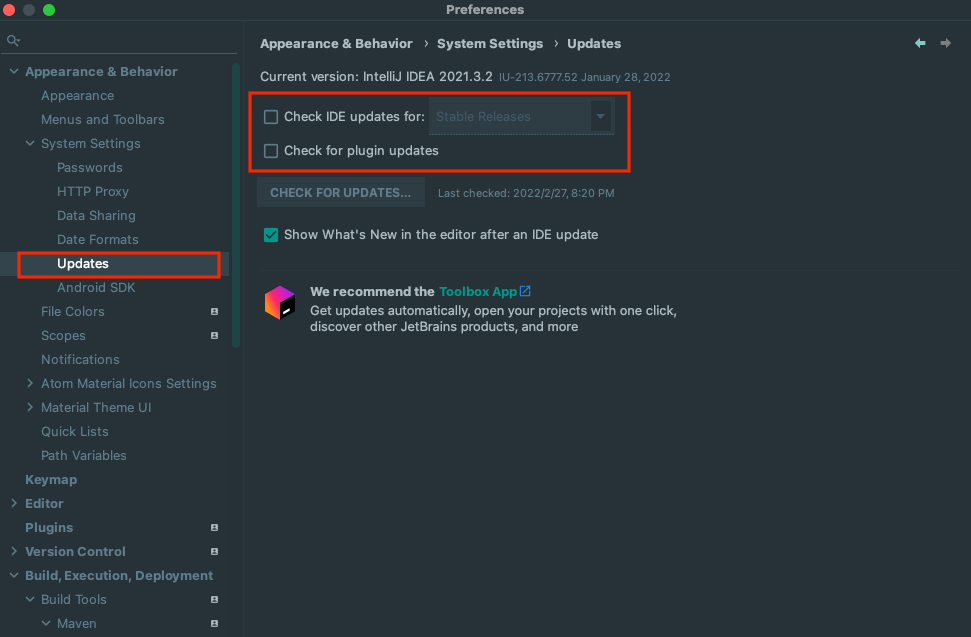 Preferences
Appearance & Behavior
Appearance
Menus and Toolbars
System Settings
Passwords
HTTP Proxy
Data Sharing
Date Formats
Updates
Android SDK
File Colors
Scopes
Notifications
Atom Material Icons Settings
Material Theme UI
Quick Lists
Path Variables
Keymap
Editor
Plugins
Version Control
Build, Execution, Deployment
Build Tools
Maven
Appearance & Behavior › System Settings › Updates
Current version: IntelliJ IDEA 2021.3.2 IU-213.6777.52 January 28, 2022
Check IDE updates for: Stable Releases
Check for plugin updates
CHECK FOR UPDATES... Last checked: 2022/2/27, 8:20 PM
Show What's New in the editor after an IDE update
We recommend the Toolbox App
Get updates automatically, open your projects with one click,
discover other JetBrains products, and more